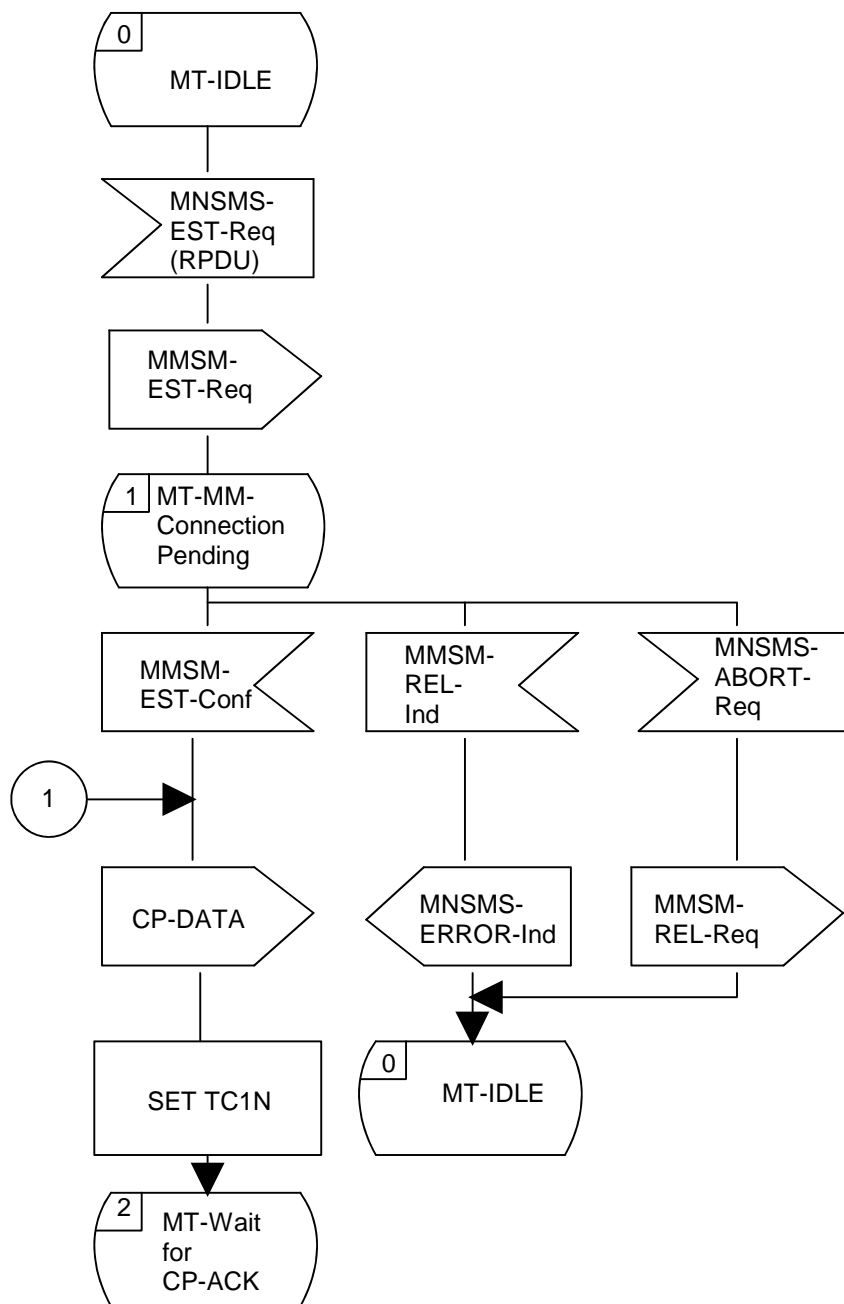 0
MT-IDLE
MNSMS-
EST-Req
(RPDU)
MMSM-
EST-Req
1
MT-MM-
Connection
Pending
MMSM-
EST-Conf
MMSM-
REL-
Ind
MNSMS-
ABORT-
Req
1
CP-DATA
MNSMS-
ERROR-Ind
MMSM-
REL-Req
SET TC1N
0
MT-IDLE
2
MT-Wait
for
CP-ACK